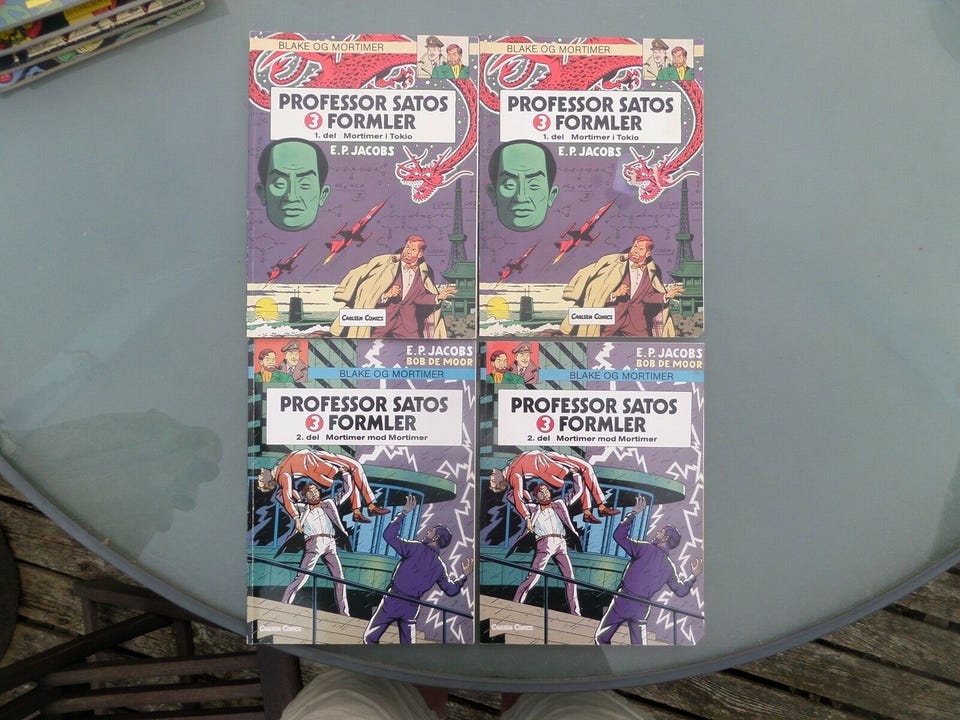 BLAKE OG MORTIMER
PROFESSOR SATOS
3 FORMLER
1. del Mortimer i Tokio
E.P. JACOBS
CARLSEN COMICS
BLAKE OG MORTIMER
PROFESSOR SATOS
3 FORMLER
1. del Mortimer i Tokio
E.P. JACOBS
CARLSEN COMICS
E.P. JACOBS
BOB DE MOOR
BLAKE OG MORTIMER
PROFESSOR SATOS
3 FORMLER
2. del Mortimer mod Mortimer
CARLSEN COMICS
E.P. JACOBS
BOB DE MOOR
BLAKE OG MORTIMER
PROFESSOR SATOS
3 FORMLER
2. del Mortimer mod Mortimer
CARLSEN COMICS